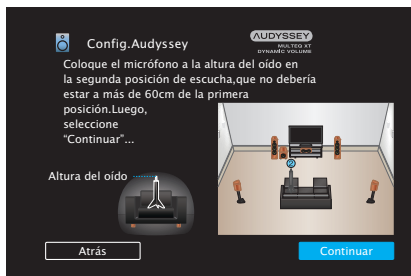 Config.Audyssey
AUDYSSEY
MULTEQ XT
DYNAMIC VOLUME
Coloque el micrófono a la altura del oído en
la segunda posición de escucha,que no debería
estar a más de 60cm de la primera
posición.Luego,
seleccione
“Continuar”...
Altura del oído
2
Atrás
Continuar